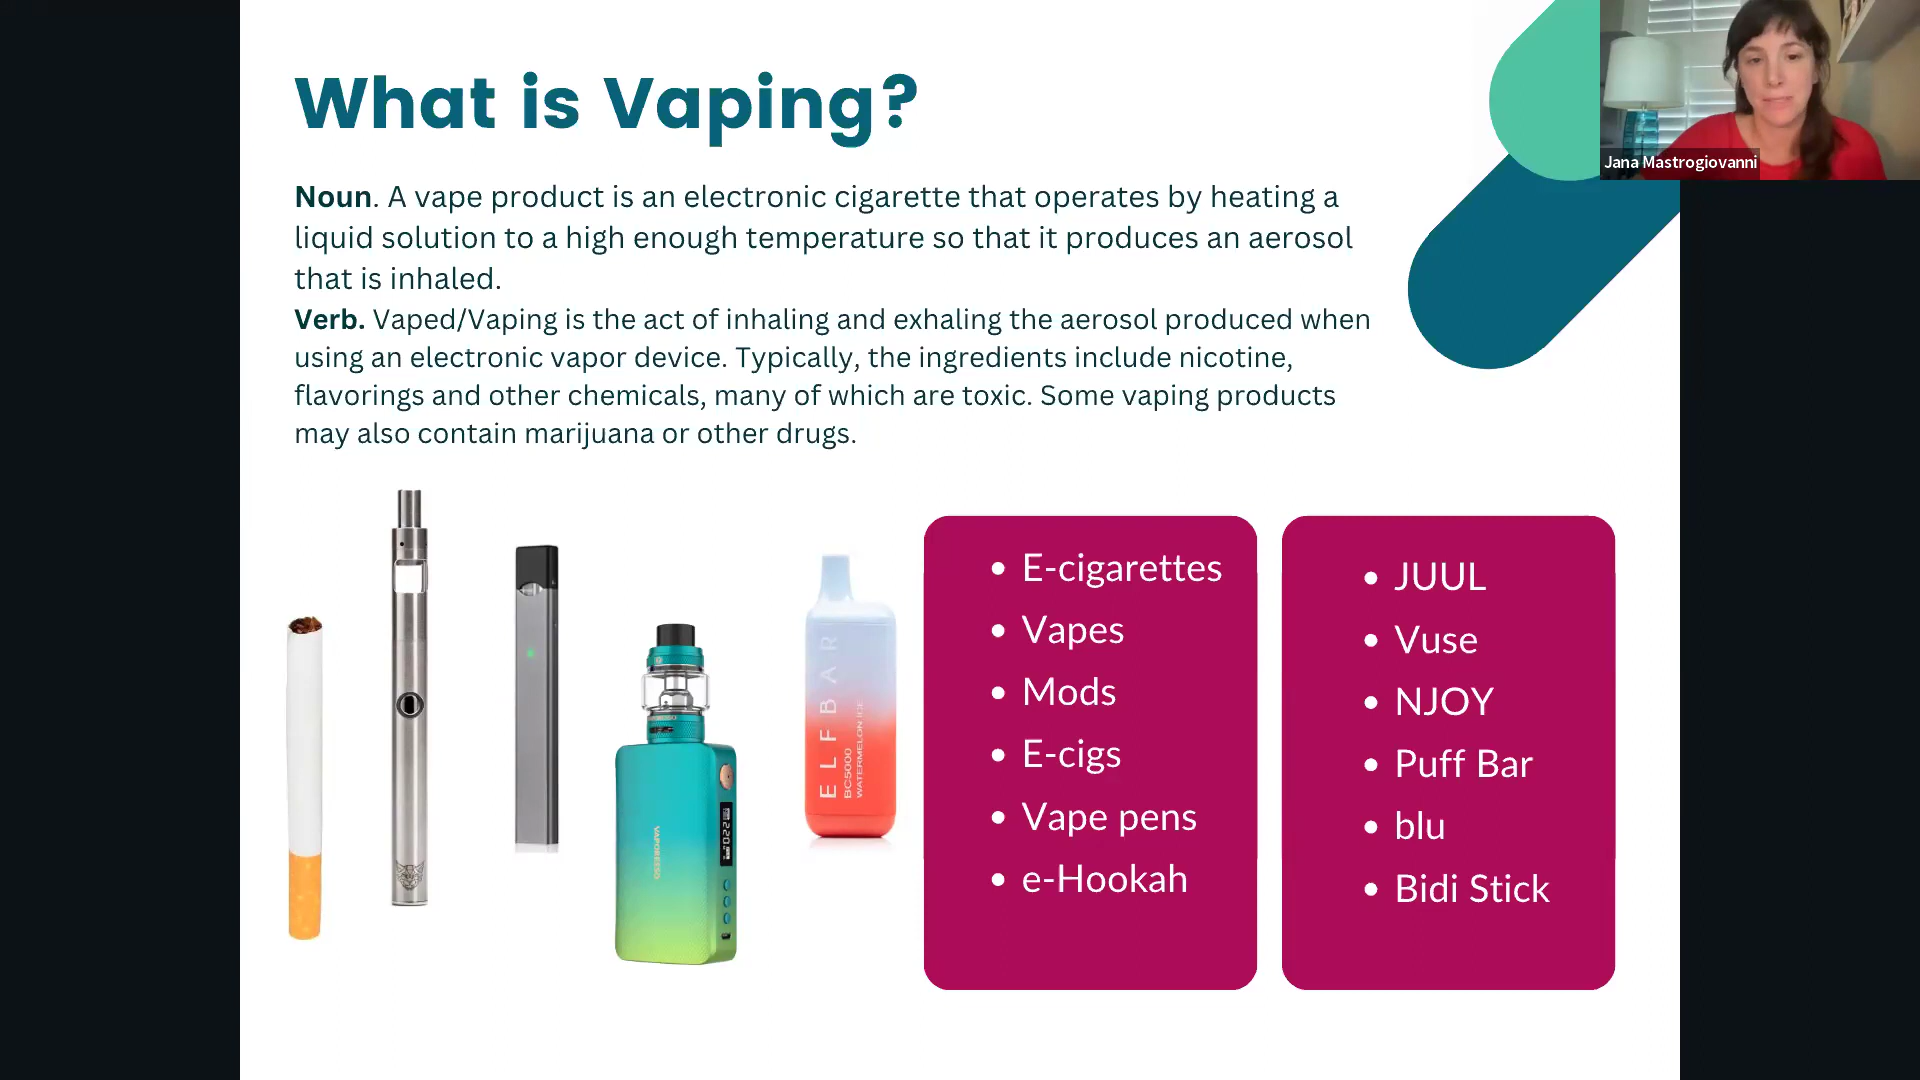 What is Vaping?
Jana Mastrogiovanni
Noun. A vape product is an electronic cigarette that operates by heating a
liquid solution to a high enough temperature so that it produces an aerosol
that is inhaled.
Verb. Vaped/Vaping is the act of inhaling and exhaling the aerosol produced when
using an electronic vapor device. Typically, the ingredients include nicotine,
flavorings and other chemicals, many of which are toxic. Some vaping products
may also contain marijuana or other drugs.
VAPORESSO
220
ELFBAR
BC5000
WATERMELON ICE
• E-cigarettes
• Vapes
• Mods
• E-cigs
• Vape pens
• e-Hookah
• JUUL
• Vuse
• NJOY
• Puff Bar
• blu
• Bidi Stick